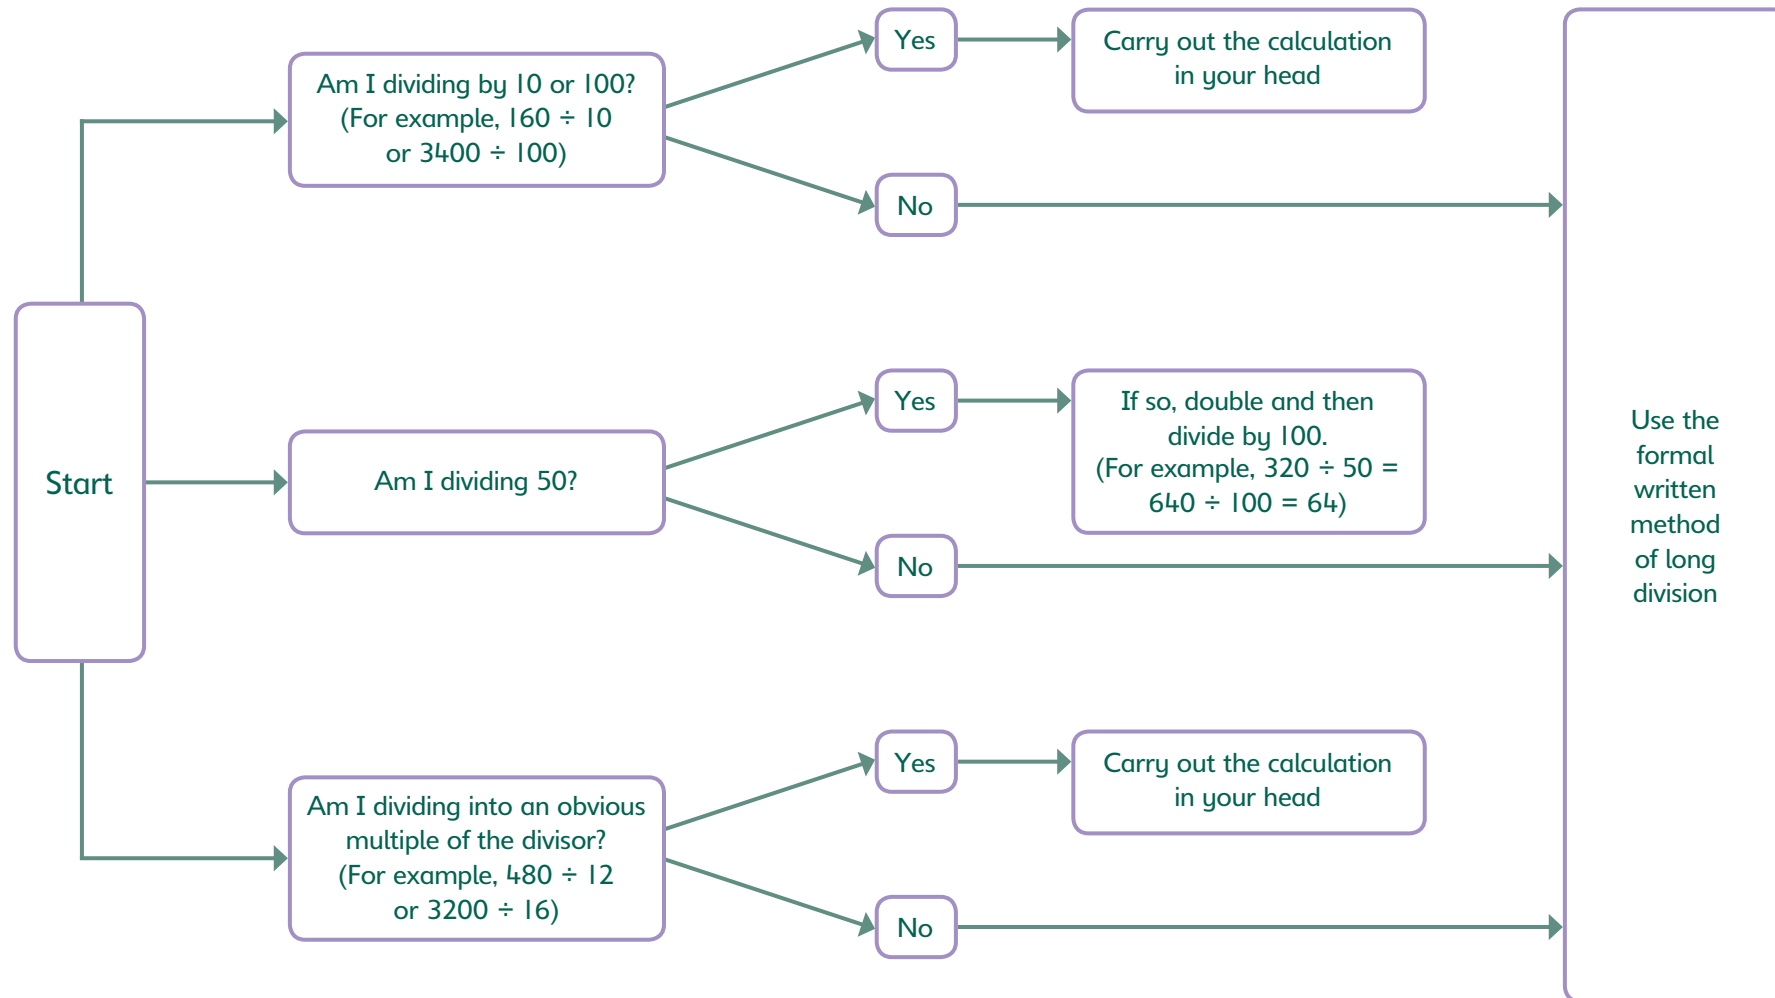 Start
Am I dividing by 10 or 100?
(For example, 160 ÷ 10
or 3400 ÷ 100)
Yes
Carry out the calculation
in your head
No
Am I dividing 50?
Yes
If so, double and then
divide by 100.
(For example, 320 ÷ 50 =
640 ÷ 100 = 64)
No
Am I dividing into an obvious
multiple of the divisor?
(For example, 480 ÷ 12
or 3200 ÷ 16)
Yes
Carry out the calculation
in your head
No
Use the
formal
written
method
of long
division